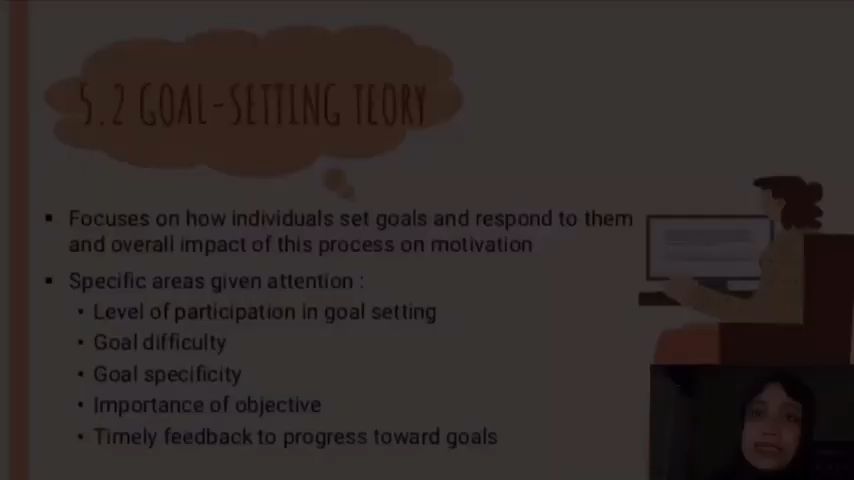 5.2 GOAL-SETTING TEORY
▪ Focuses on how individuals set goals and respond to them
and overall impact of this process on motivation
▪ Specific areas given attention :
• Level of participation in goal setting
• Goal difficulty
• Goal specificity
• Importance of objective
• Timely feedback to progress toward goals